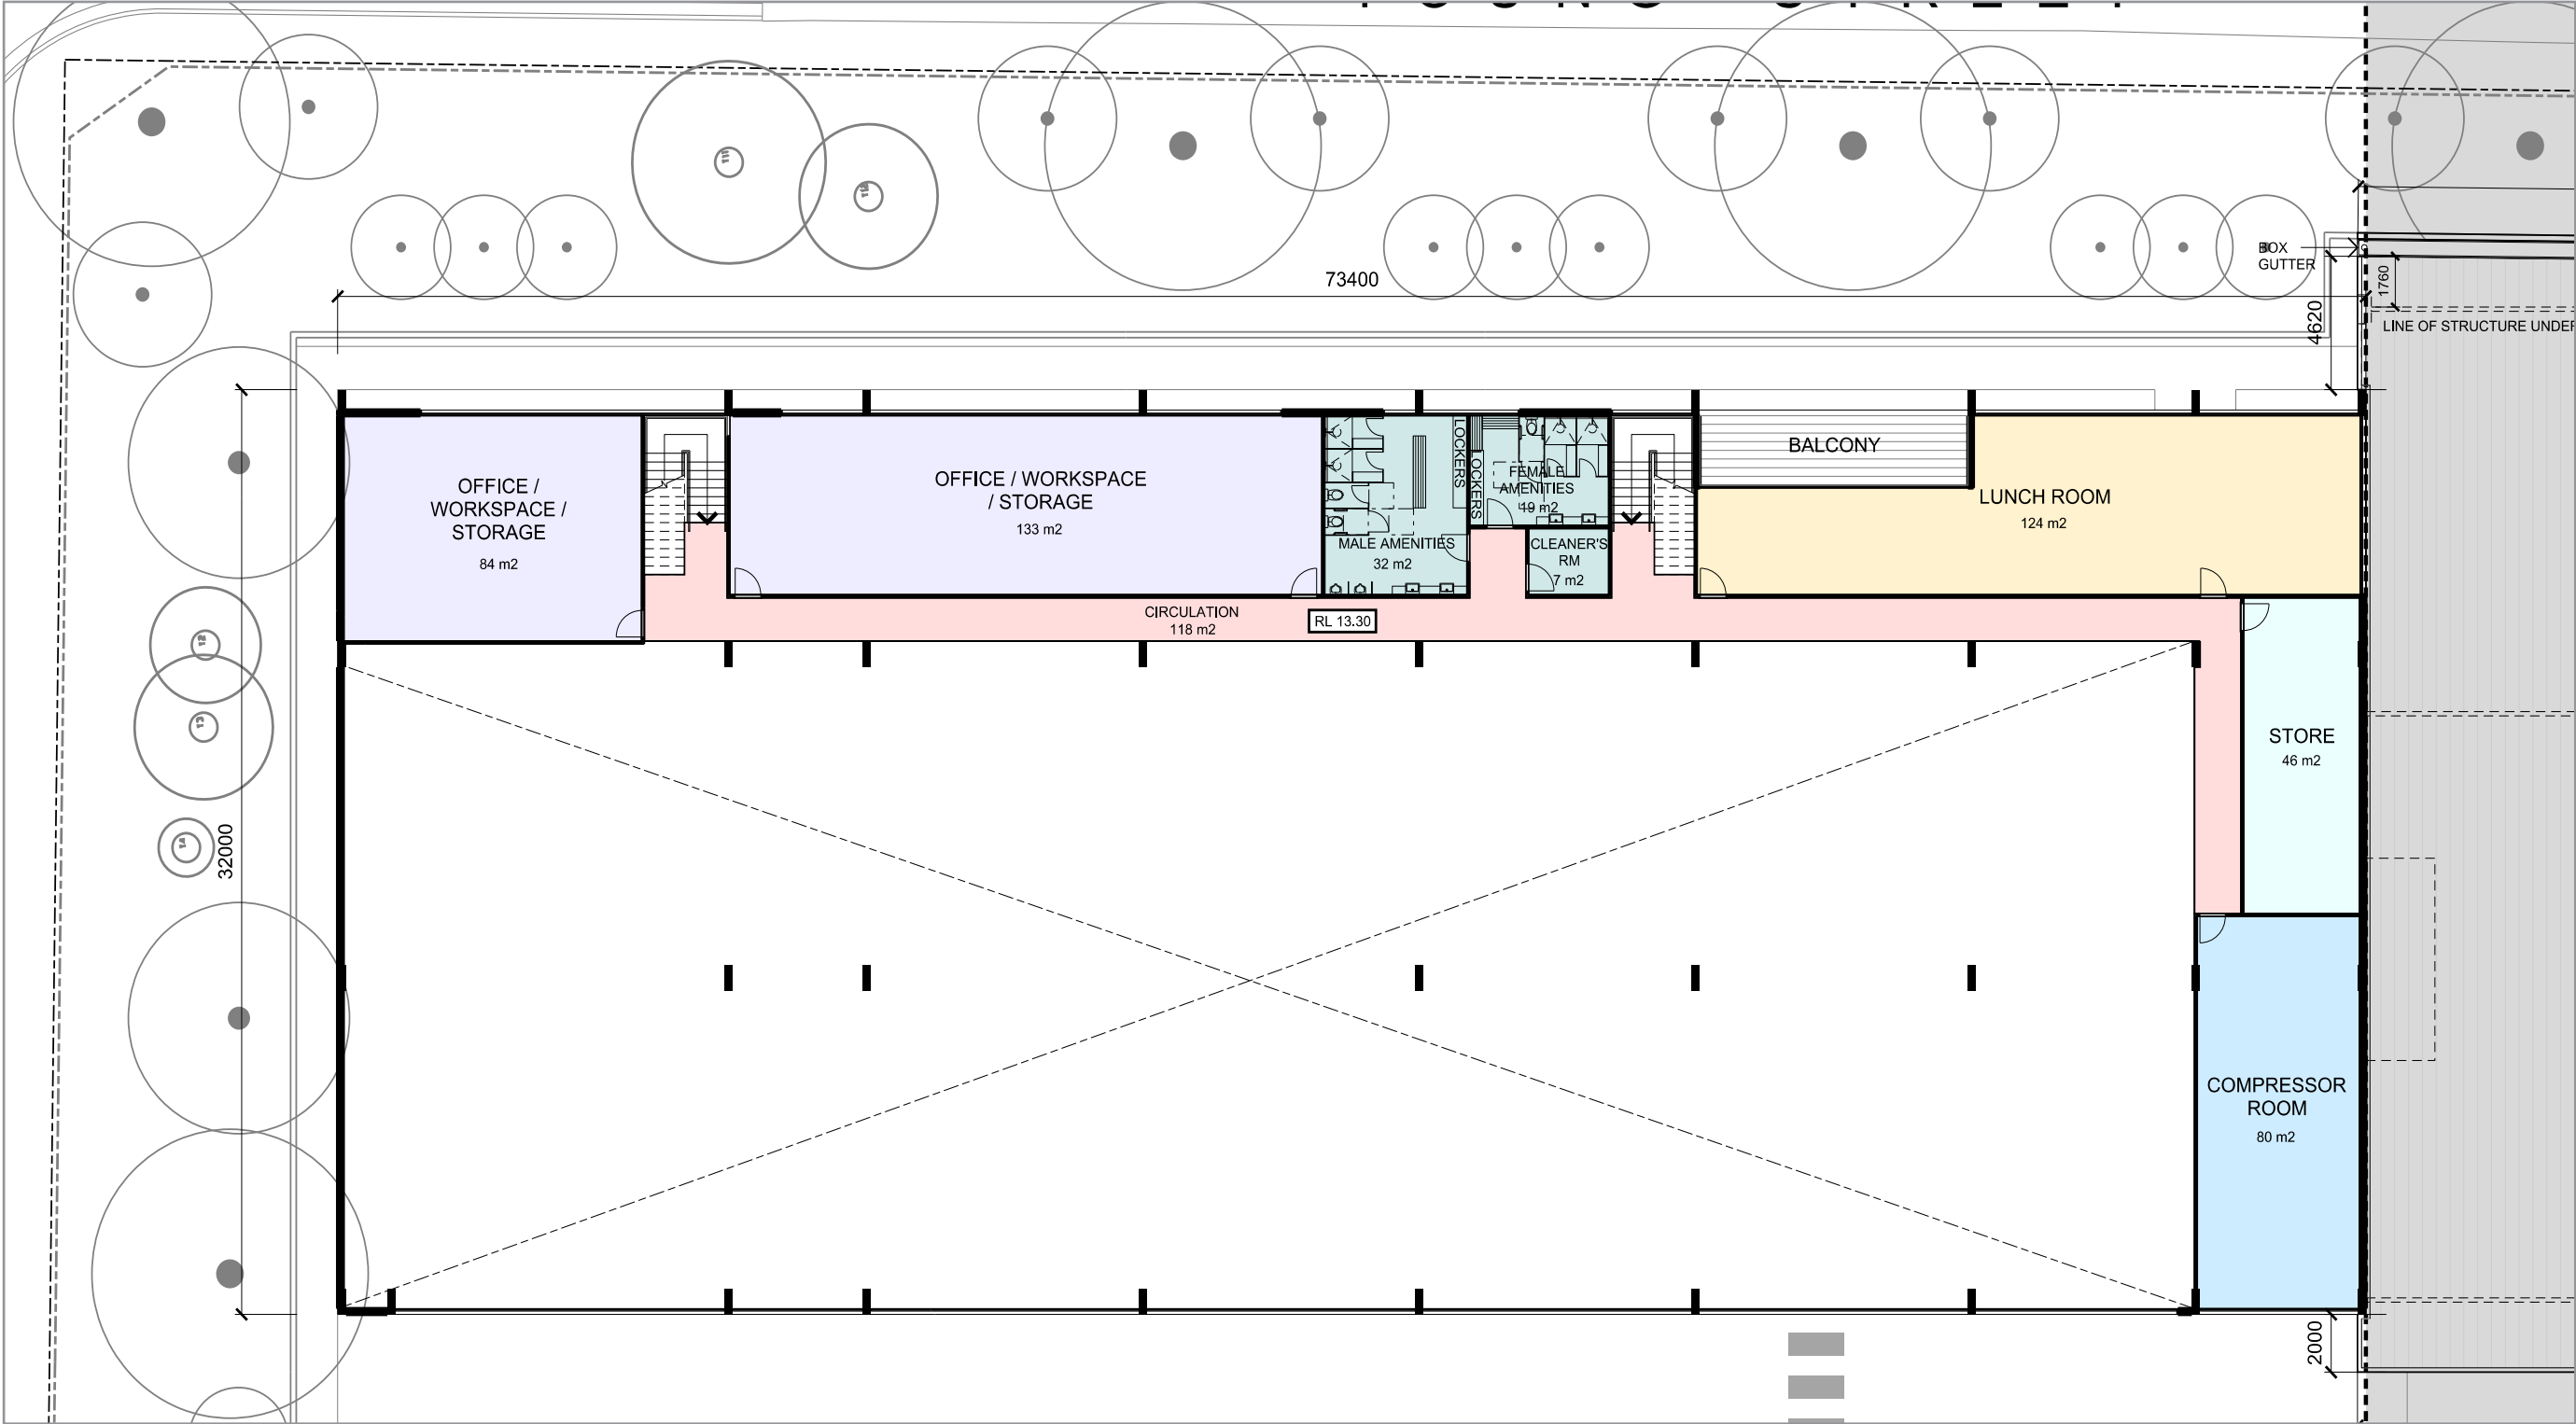 73400
BOX
GUTTER
1760
4620
LINE OF STRUCTURE UNDER
OFFICE /
WORKSPACE /
STORAGE
84 m2
OFFICE / WORKSPACE
/ STORAGE
133 m2
LOCKERS
LOCKERS
MALE AMENITIES
32 m2
FEMALE
AMENITIES
19 m2
CLEANER'S
RM
7 m2
BALCONY
LUNCH ROOM
124 m2
CIRCULATION
118 m2
RL 13.30
STORE
46 m2
32000
COMPRESSOR
ROOM
80 m2
2000